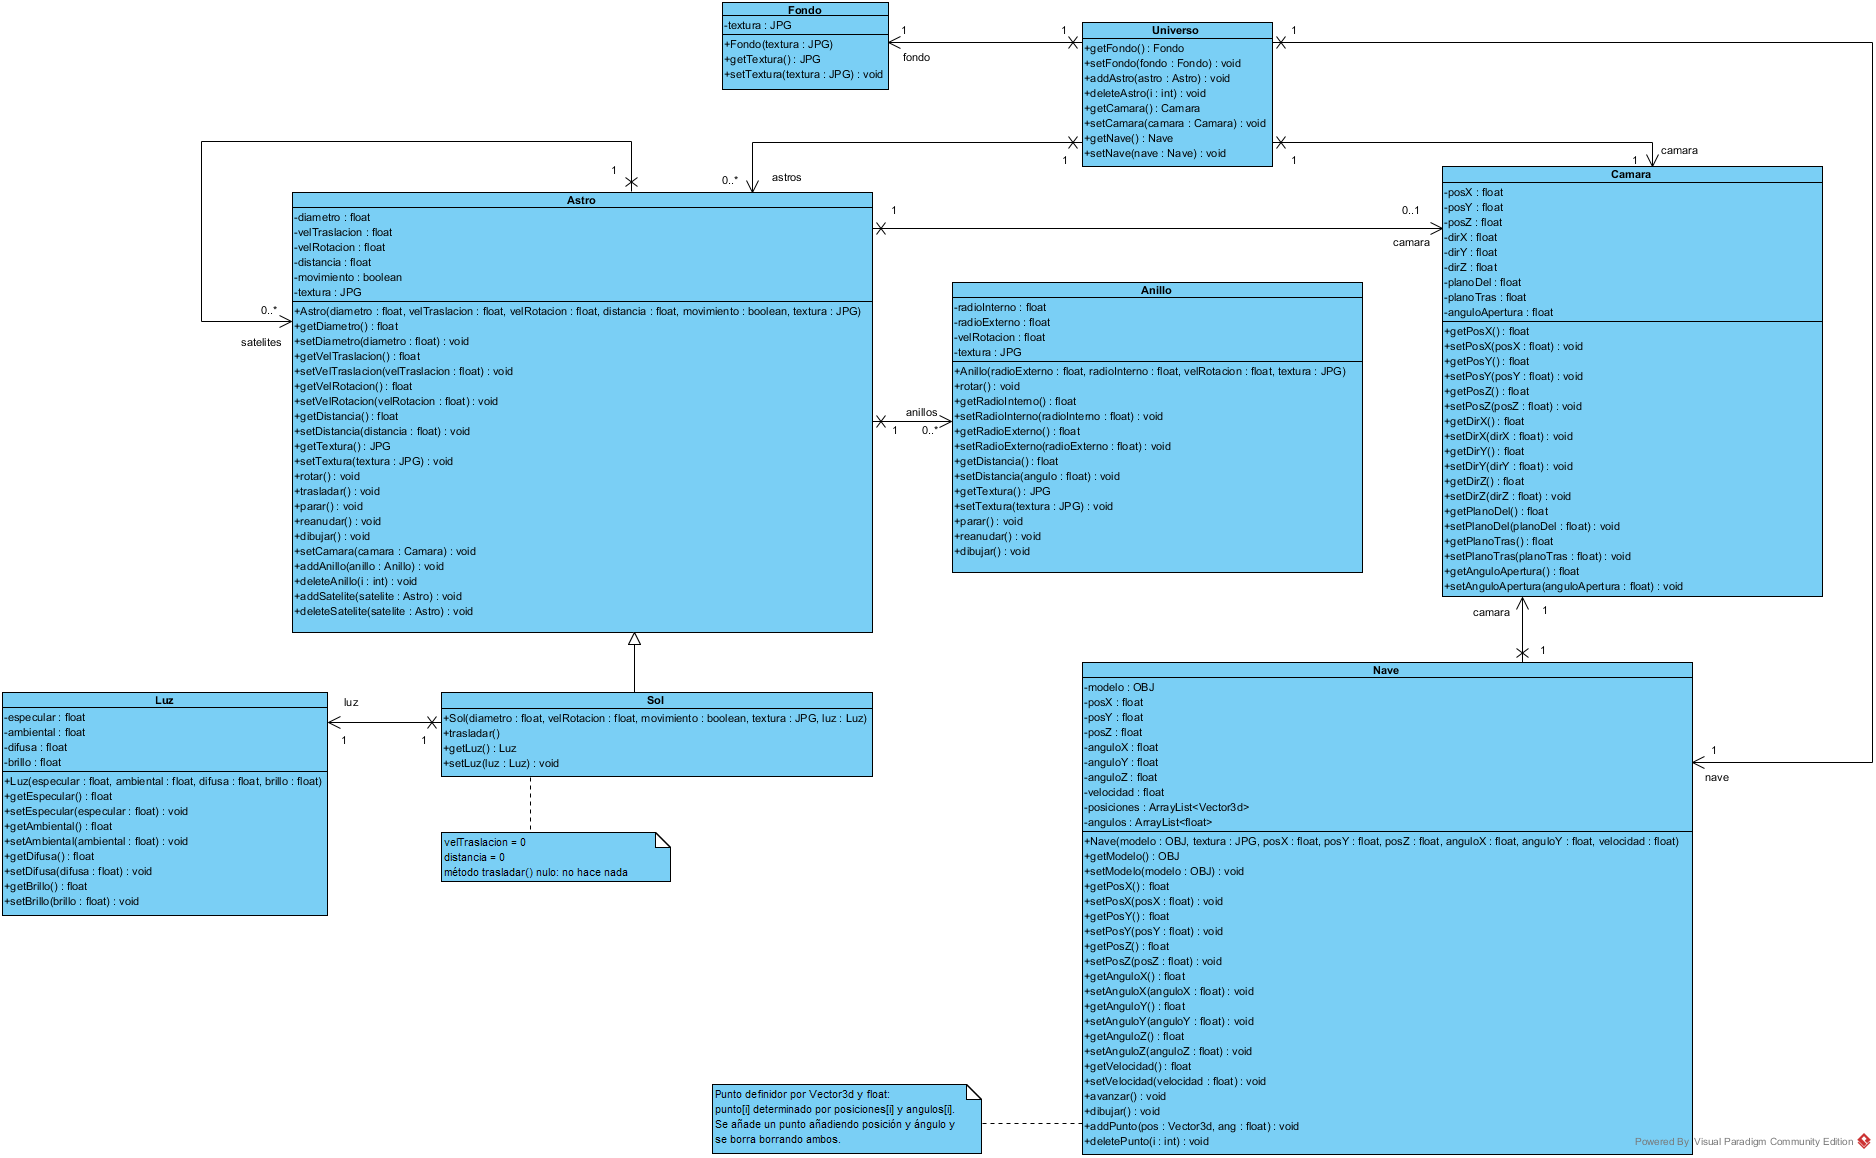 Fondo
-textura : JPG
+Fondo(textura : JPG)
+getTextura() : JPG
+setTextura(textura : JPG) : void
1
fondo
1
Universo
+getFondo() : Fondo
+setFondo(fondo : Fondo) : void
+addAstro(astro : Astro) : void
+deleteAstro(i : int) : void
+getCamara() : Camara
+setCamara(camara : Camara) : void
+getNave() : Nave
+setNave(nave : Nave) : void
1
1
0..*
astros
1
1
camara
1
0..*
satelites
Astro
-diametro : float
-velTraslacion : float
-velRotacion : float
-distancia : float
-movimiento : boolean
-textura : JPG
+Astro(diametro : float, velTraslacion : float, velRotacion : float, distancia : float, movimiento : boolean, textura : JPG)
+getDiametro() : float
+setDiametro(diametro : float) : void
+getVelTraslacion() : float
+setVelTraslacion(velTraslacion : float) : void
+getVelRotacion() : float
+setVelRotacion(velRotacion : float) : void
+getDistancia() : float
+setDistancia(distancia : float) : void
+getTextura() : JPG
+setTextura(textura : JPG) : void
+rotar() : void
+trasladar() : void
+parar() : void
+reanudar() : void
+dibujar() : void
+setCamara(camara : Camara) : void
+addAnillo(anillo : Anillo) : void
+deleteAnillo(i : int) : void
+addSatelite(satelite : Astro) : void
+deleteSatelite(satelite : Astro) : void
1
0..1
camara
anillos
1
0..*
Anillo
-radioInterno : float
-radioExterno : float
-velRotacion : float
-textura : JPG
+Anillo(radioExterno : float, radioInterno : float, velRotacion : float, textura : JPG)
+rotar() : void
+getRadioInterno() : float
+setRadioInterno(radioInterno : float) : void
+getRadioExterno() : float
+setRadioExterno(radioExterno : float) : void
+getDistancia() : float
+setDistancia(angulo : float) : void
+getTextura() : JPG
+setTextura(textura : JPG) : void
+parar() : void
+reanudar() : void
+dibujar() : void
Camara
-posX : float
-posY : float
-posZ : float
-dirX : float
-dirY : float
-dirZ : float
-planoDel : float
-planoTras : float
-anguloApertura : float
+getPosX() : float
+setPosX(posX : float) : void
+getPosY() : float
+setPosY(posY : float) : void
+getPosZ() : float
+setPosZ(posZ : float) : void
+getDirX() : float
+setDirX(dirX : float) : void
+getDirY() : float
+setDirY(dirY : float) : void
+getDirZ() : float
+setDirZ(dirZ : float) : void
+getPlanoDel() : float
+setPlanoDel(planoDel : float) : void
+getPlanoTras() : float
+setPlanoTras(planoTras : float) : void
+getAnguloApertura() : float
+setAnguloApertura(anguloApertura : float) : void
camara
1
1
Luz
-especular : float
-ambiental : float
-difusa : float
-brillo : float
+Luz(especular : float, ambiental : float, difusa : float, brillo : float)
+getEspecular() : float
+setEspecular(especular : float) : void
+getAmbiental() : float
+setAmbiental(ambiental : float) : void
+getDifusa() : float
+setDifusa(difusa : float) : void
+getBrillo() : float
+setBrillo(brillo : float) : void
luz
1
1
Sol
+Sol(diametro : float, velRotacion : float, movimiento : boolean, textura : JPG, luz : Luz)
+trasladar()
+getLuz() : Luz
+setLuz(luz : Luz) : void
velTraslacion = 0
distancia = 0
método trasladar() nulo: no hace nada
Nave
-modelo : OBJ
-posX : float
-posY : float
-posZ : float
-anguloX : float
-anguloY : float
-anguloZ : float
-velocidad : float
-posiciones : ArrayList<Vector3d>
-angulos : ArrayList<float>
+Nave(modelo : OBJ, textura : JPG, posX : float, posY : float, posZ : float, anguloX : float, anguloY : float, velocidad : float)
+getModelo() : OBJ
+setModelo(modelo : OBJ) : void
+getPosX() : float
+setPosX(posX : float) : void
+getPosY() : float
+setPosY(posY : float) : void
+getPosZ() : float
+setPosZ(posZ : float) : void
+getAnguloX() : float
+setAnguloX(anguloX : float) : void
+getAnguloY() : float
+setAnguloY(anguloY : float) : void
+getAnguloZ() : float
+setAnguloZ(anguloZ : float) : void
+getVelocidad() : float
+setVelocidad(velocidad : float) : void
+avanzar() : void
+dibujar() : void
+addPunto(pos : Vector3d, ang : float) : void
+deletePunto(i : int) : void
1
nave
Punto definidor por Vector3d y float:
punto[i] determinado por posiciones[i] y angulos[i].
Se añade un punto añadiendo posición y ángulo y
se borra borrando ambos.
Powered By Visual Paradigm Community Edition